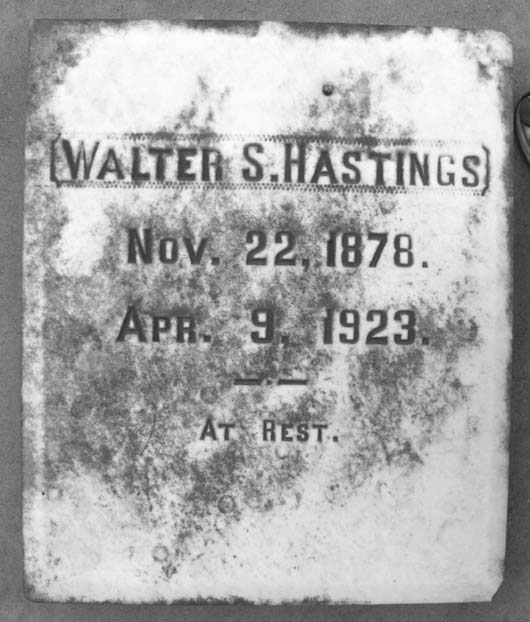 WALTER S. HASTINGS
NOV. 22, 1878.
APR. 9, 1923.
AT REST.